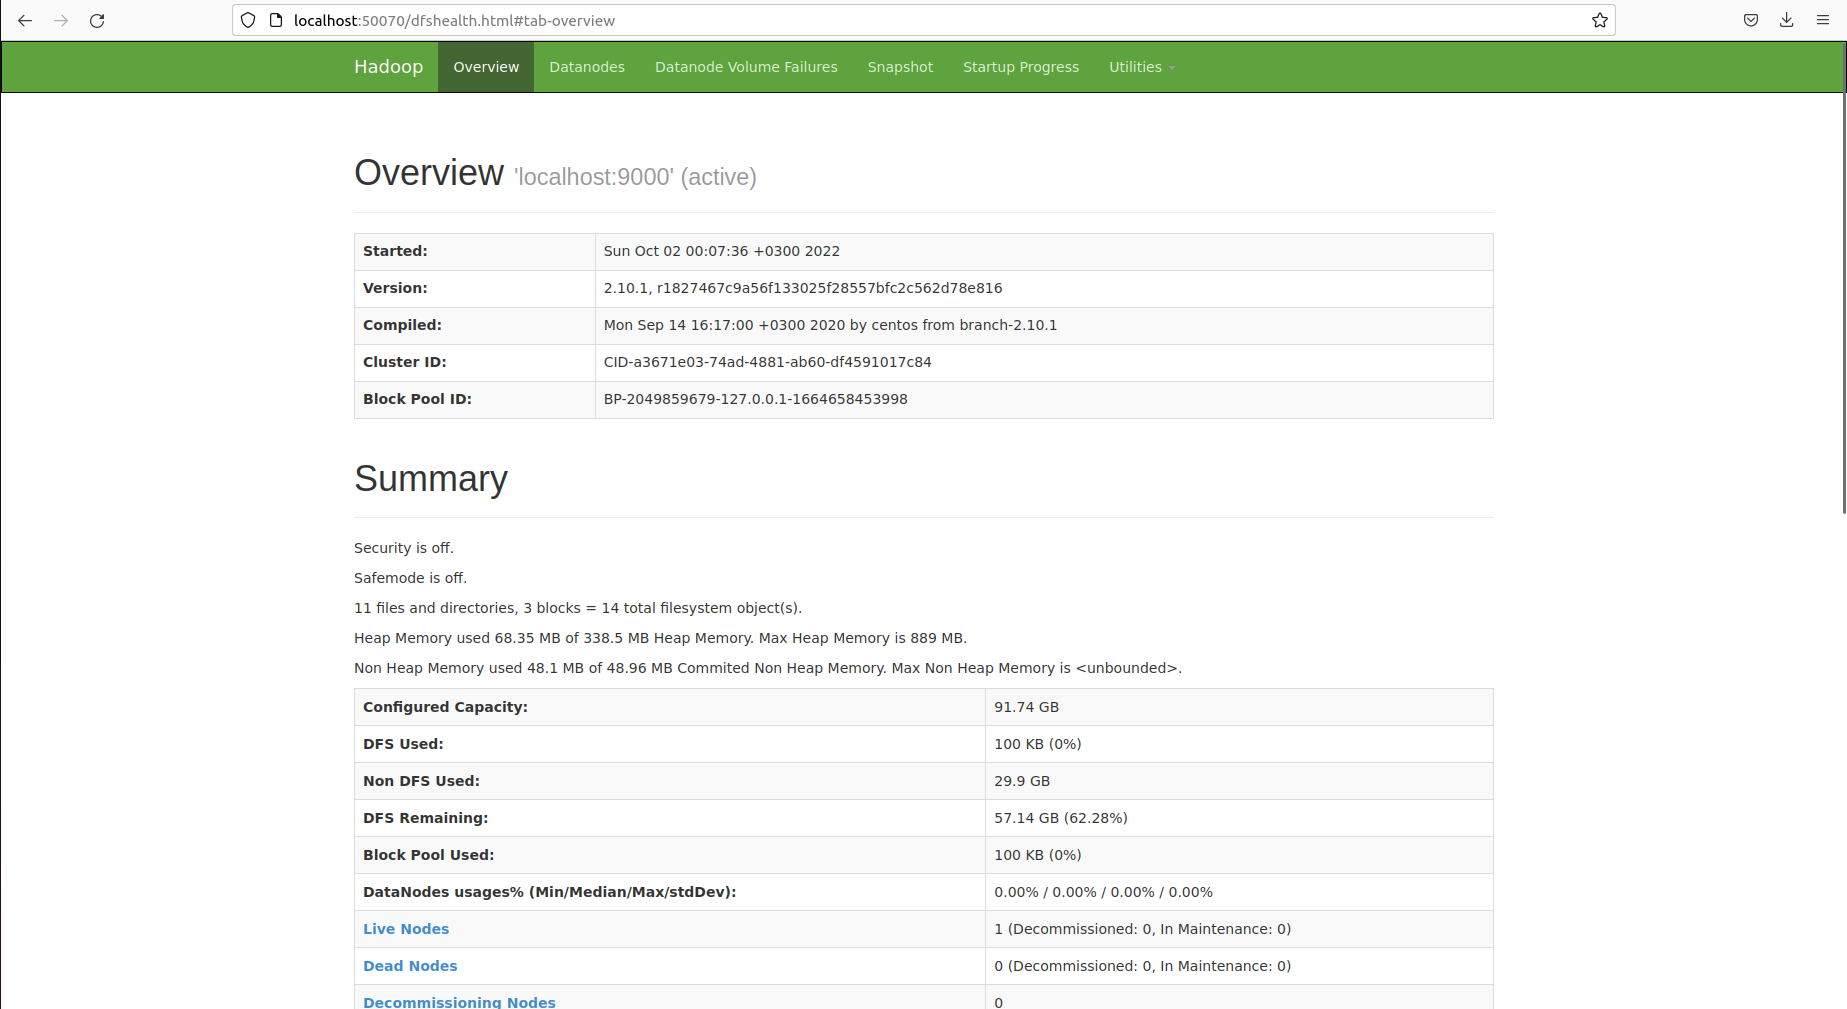 localhost:50070/dfshealth.html#tab-overview
Hadoop Overview Datanodes Datanode Volume Failures Snapshot Startup Progress Utilities
Overview 'localhost:9000' (active)
Started: Sun Oct 02 00:07:36 +0300 2022
Version: 2.10.1, r1827467c9a56f133025f28557bfc2c562d78e816
Compiled: Mon Sep 14 16:17:00 +0300 2020 by centos from branch-2.10.1
Cluster ID: CID-a3671e03-74ad-4881-ab60-df4591017c84
Block Pool ID: BP-2049859679-127.0.0.1-1664658453998
Summary
Security is off.
Safemode is off.
11 files and directories, 3 blocks = 14 total filesystem object(s).
Heap Memory used 68.35 MB of 338.5 MB Heap Memory. Max Heap Memory is 889 MB.
Non Heap Memory used 48.1 MB of 48.96 MB Commited Non Heap Memory. Max Non Heap Memory is <unbounded>.
Configured Capacity: 91.74 GB
DFS Used: 100 KB (0%)
Non DFS Used: 29.9 GB
DFS Remaining: 57.14 GB (62.28%)
Block Pool Used: 100 KB (0%)
DataNodes usages% (Min/Median/Max/stdDev): 0.00% / 0.00% / 0.00% / 0.00%
Live Nodes 1 (Decommissioned: 0, In Maintenance: 0)
Dead Nodes 0 (Decommissioned: 0, In Maintenance: 0)
Decommissioning Nodes 0